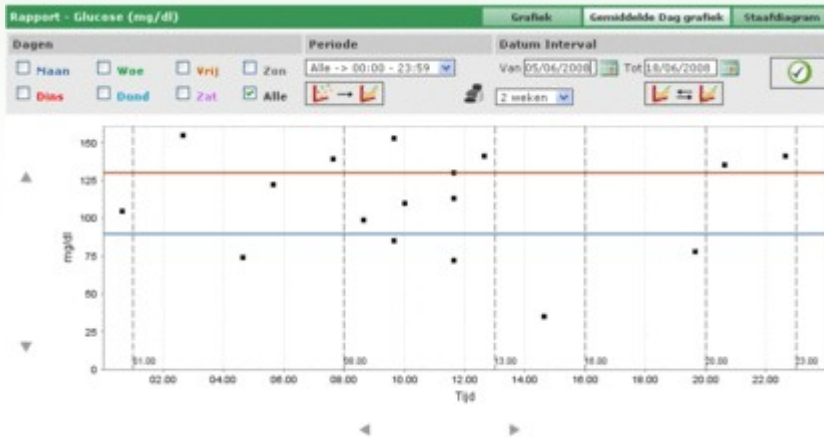 Rapport - Glucose (mg/dl)
Grafiek
Gemiddelde Dag grafiek
Staafdiagram
Dagen
Periode
Datum Interval
Maan
Woe
Vrij
Zon
Alle -> 00:00 - 23:59
Van 05/06/2008
Tot 18/06/2008
Dins
Dond
Zat
Alle
2 weken
150
125
100
75
50
25
0
mg/dl
01.00
08.00
13.00
16.00
20.00
23.00
02.00
04.00
06.00
08.00
10.00
12.00
14.00
16.00
18.00
20.00
22.00
Tijd